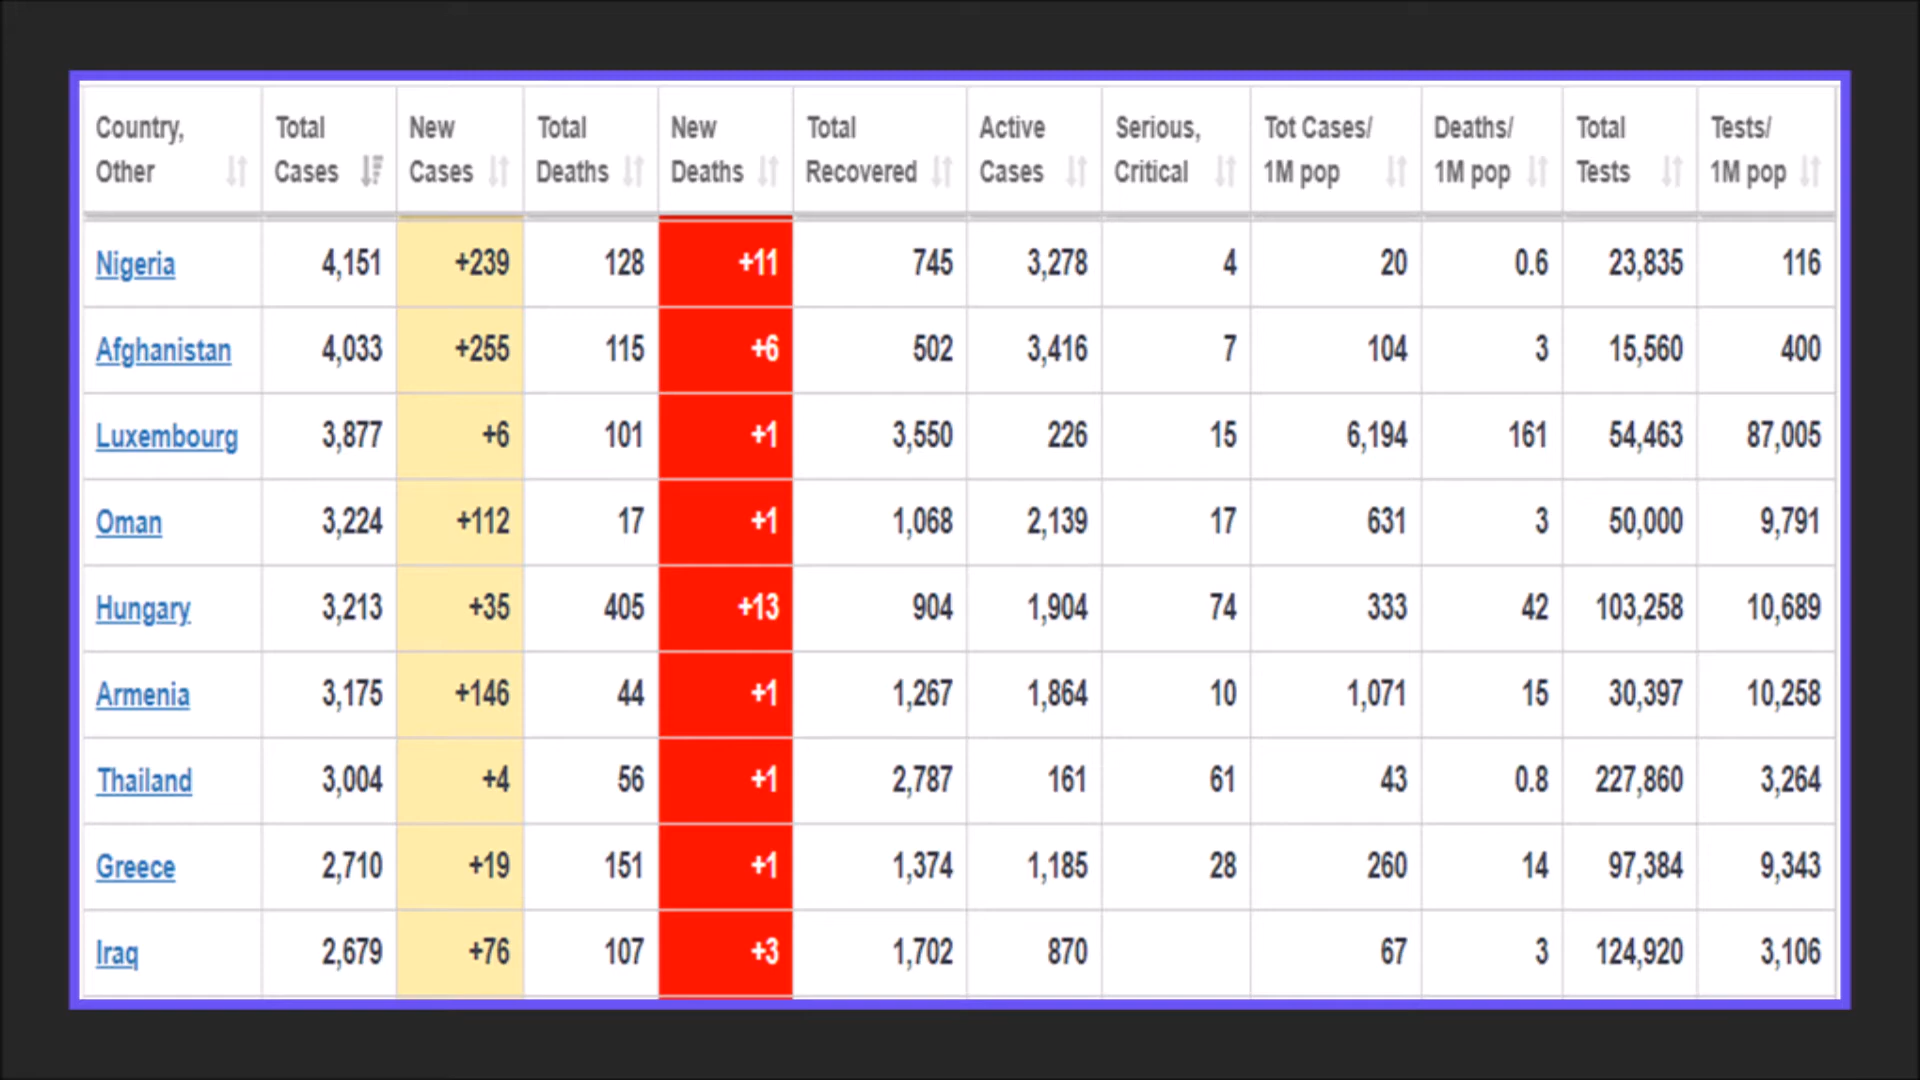 Country, Other Total Cases New Cases Total Deaths New Deaths Total Recovered Active Cases Serious, Critical Tot Cases/ 1M pop Deaths/ 1M pop Total Tests Tests/ 1M pop
Nigeria 4,151 +239 128 +11 745 3,278 4 20 0.6 23,835 116
Afghanistan 4,033 +255 115 +6 502 3,416 7 104 3 15,560 400
Luxembourg 3,877 +6 101 +1 3,550 226 15 6,194 161 54,463 87,005
Oman 3,224 +112 17 +1 1,068 2,139 17 631 3 50,000 9,791
Hungary 3,213 +35 405 +13 904 1,904 74 333 42 103,258 10,689
Armenia 3,175 +146 44 +1 1,267 1,864 10 1,071 15 30,397 10,258
Thailand 3,004 +4 56 +1 2,787 161 61 43 0.8 227,860 3,264
Greece 2,710 +19 151 +1 1,374 1,185 28 260 14 97,384 9,343
Iraq 2,679 +76 107 +3 1,702 870 67 3 124,920 3,106